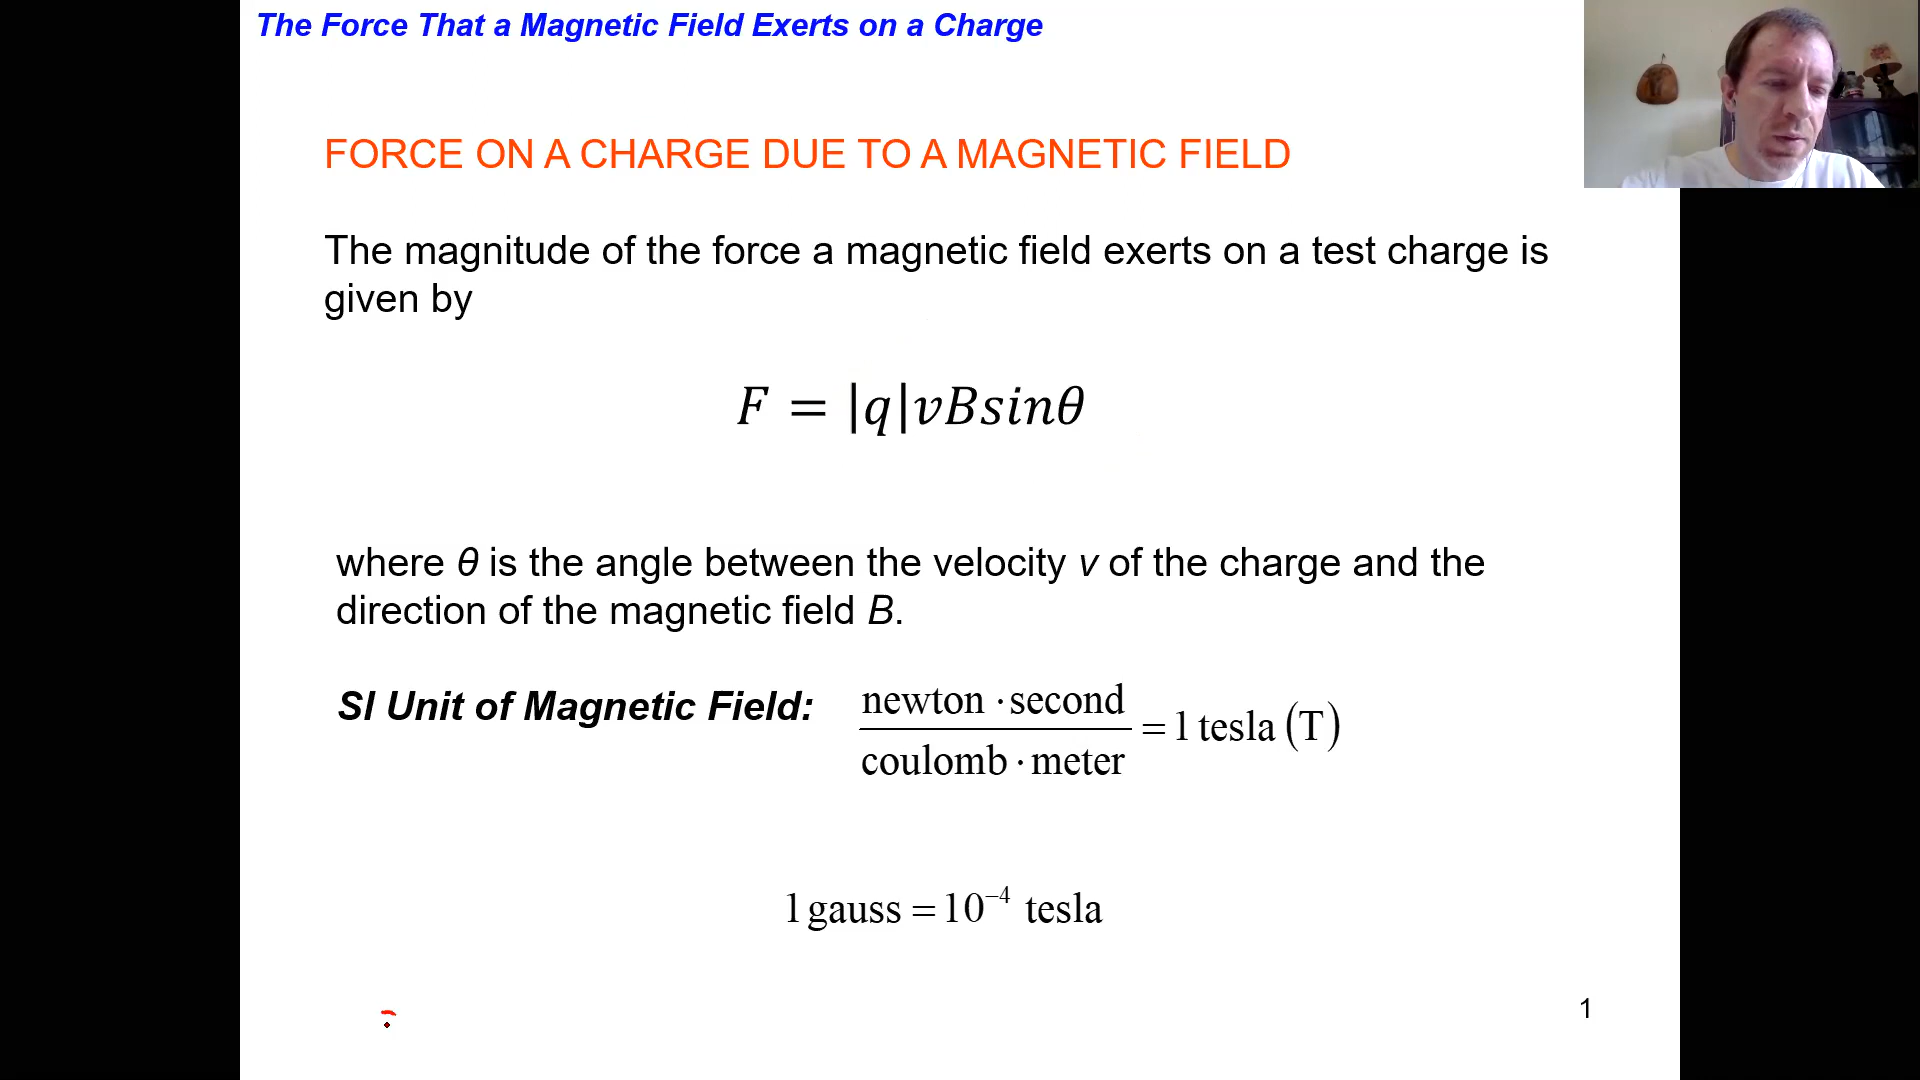 The Force That a Magnetic Field Exerts on a Charge
FORCE ON A CHARGE DUE TO A MAGNETIC FIELD
The magnitude of the force a magnetic field exerts on a test charge is
given by
F = |q|vBsinθ
where θ is the angle between the velocity v of the charge and the
direction of the magnetic field B.
SI Unit of Magnetic Field:
newton · second
coulomb · meter
= 1 tesla (T)
1 gauss = 10⁻⁴ tesla
1